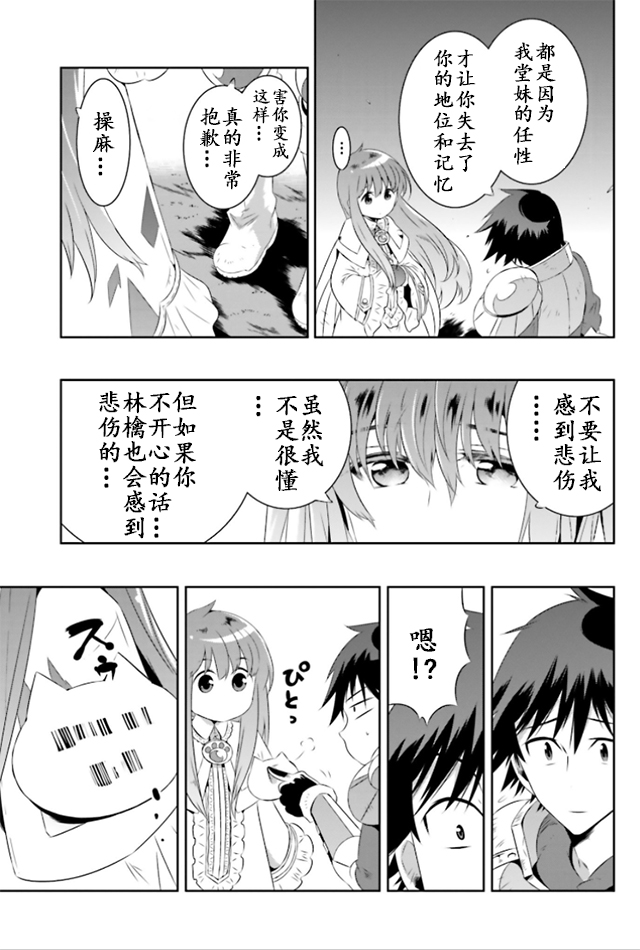 都是因为
我堂妹的任性
才让你失去了
你的地位和记忆
…
害你变成
这样…
真的非常
抱歉…
操麻…
不要让我
感到悲伤
……
虽然我
不是很懂
…
但如果你
不开心的话…
林檎也会感到
悲伤的…
嗯!?
ぴとっ
スゥ…